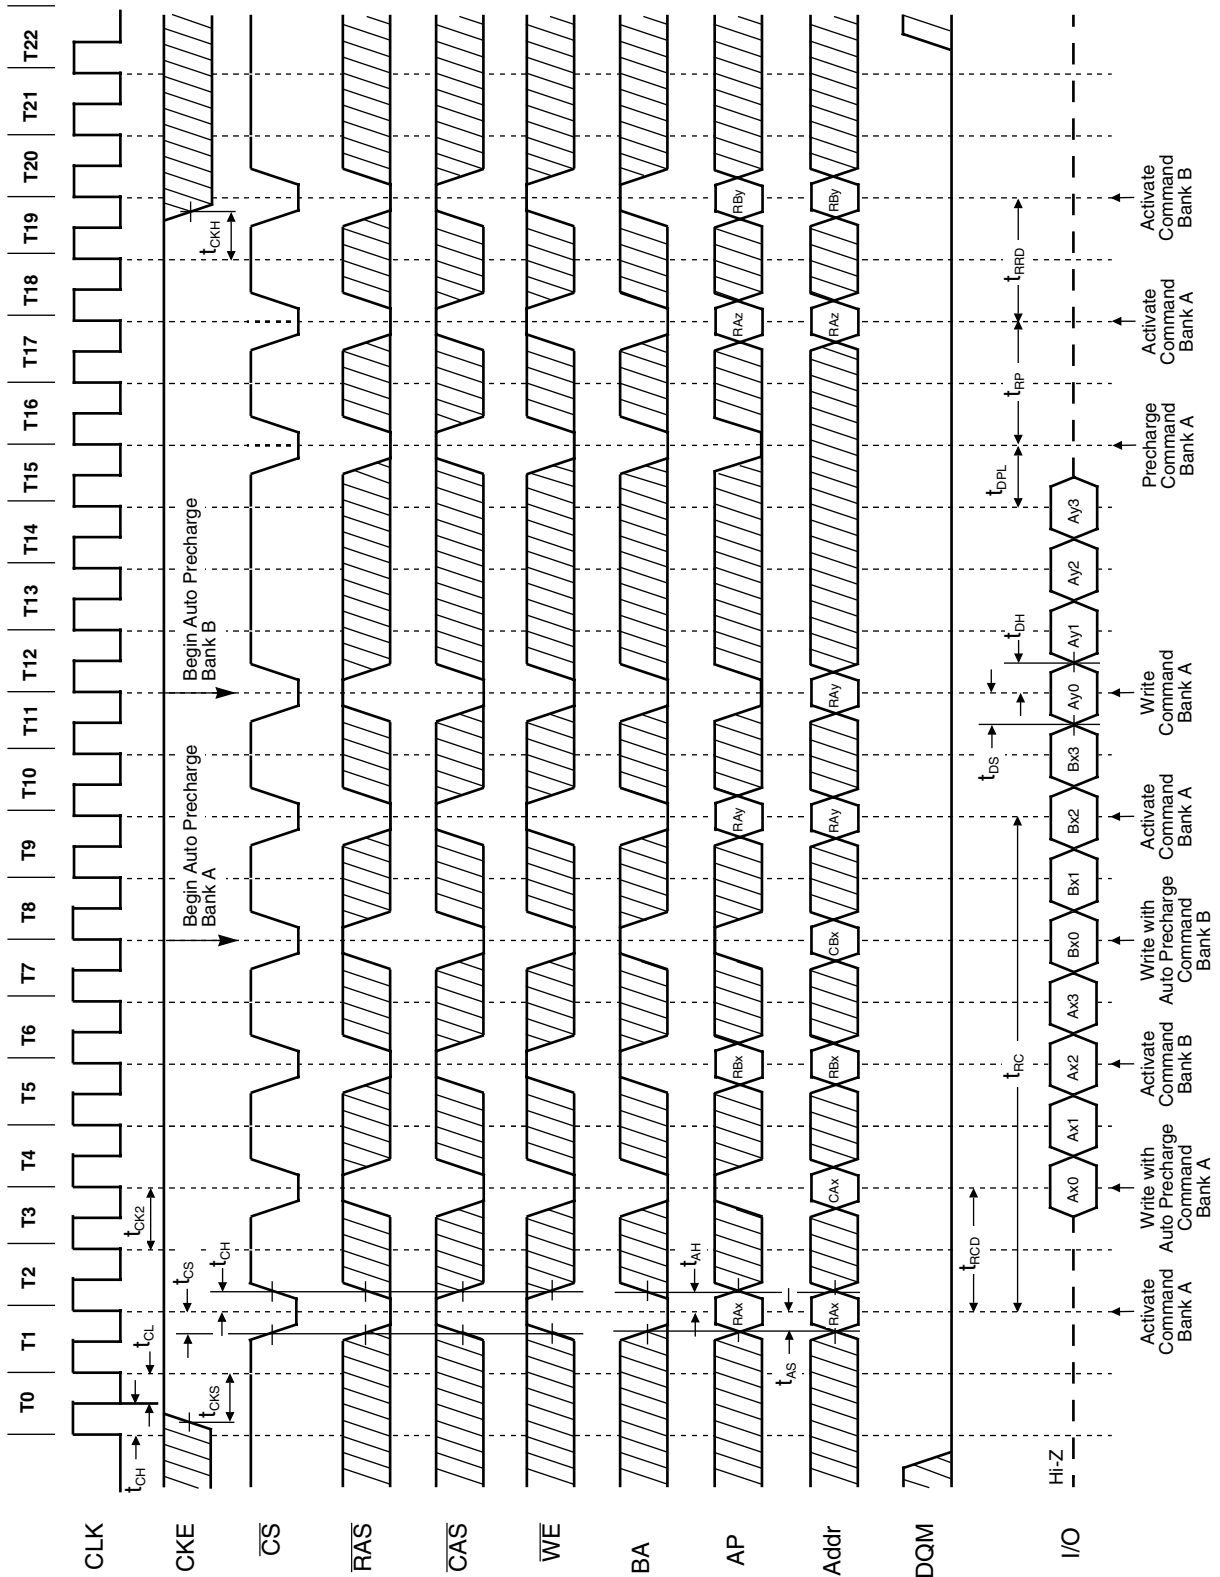 T0 T1 T2 T3 T4 T5 T6 T7 T8 T9 T10 T11 T12 T13 T14 T15 T16 T17 T18 T19 T20 T21 T22
CLK
tCH
tCL
tCK2
CKE
tCKS
tCS
tCH
Begin Auto Precharge
Bank A
Begin Auto Precharge
Bank B
tCKH
CS
RAS
CAS
WE
BA
tAH
AP
RAx RBx RAy RAz RBy
tAS
Addr
RAx CAx RBx CBx RAy RAy RAz RBy
DQM
tRCD
tDS
tDPL
tRC
tDH
tRP
tRRD
I/O
Hi-Z
Ax0 Ax1 Ax2 Ax3 Bx0 Bx1 Bx2 Bx3 Ay0 Ay1 Ay2 Ay3
Activate
Command
Bank A
Write with
Auto Precharge
Command
Bank A
Activate
Command
Bank B
Write with
Auto Precharge
Command
Bank B
Activate
Command
Bank A
Write
Command
Bank A
Precharge
Command
Bank A
Activate
Command
Bank A
Activate
Command
Bank B